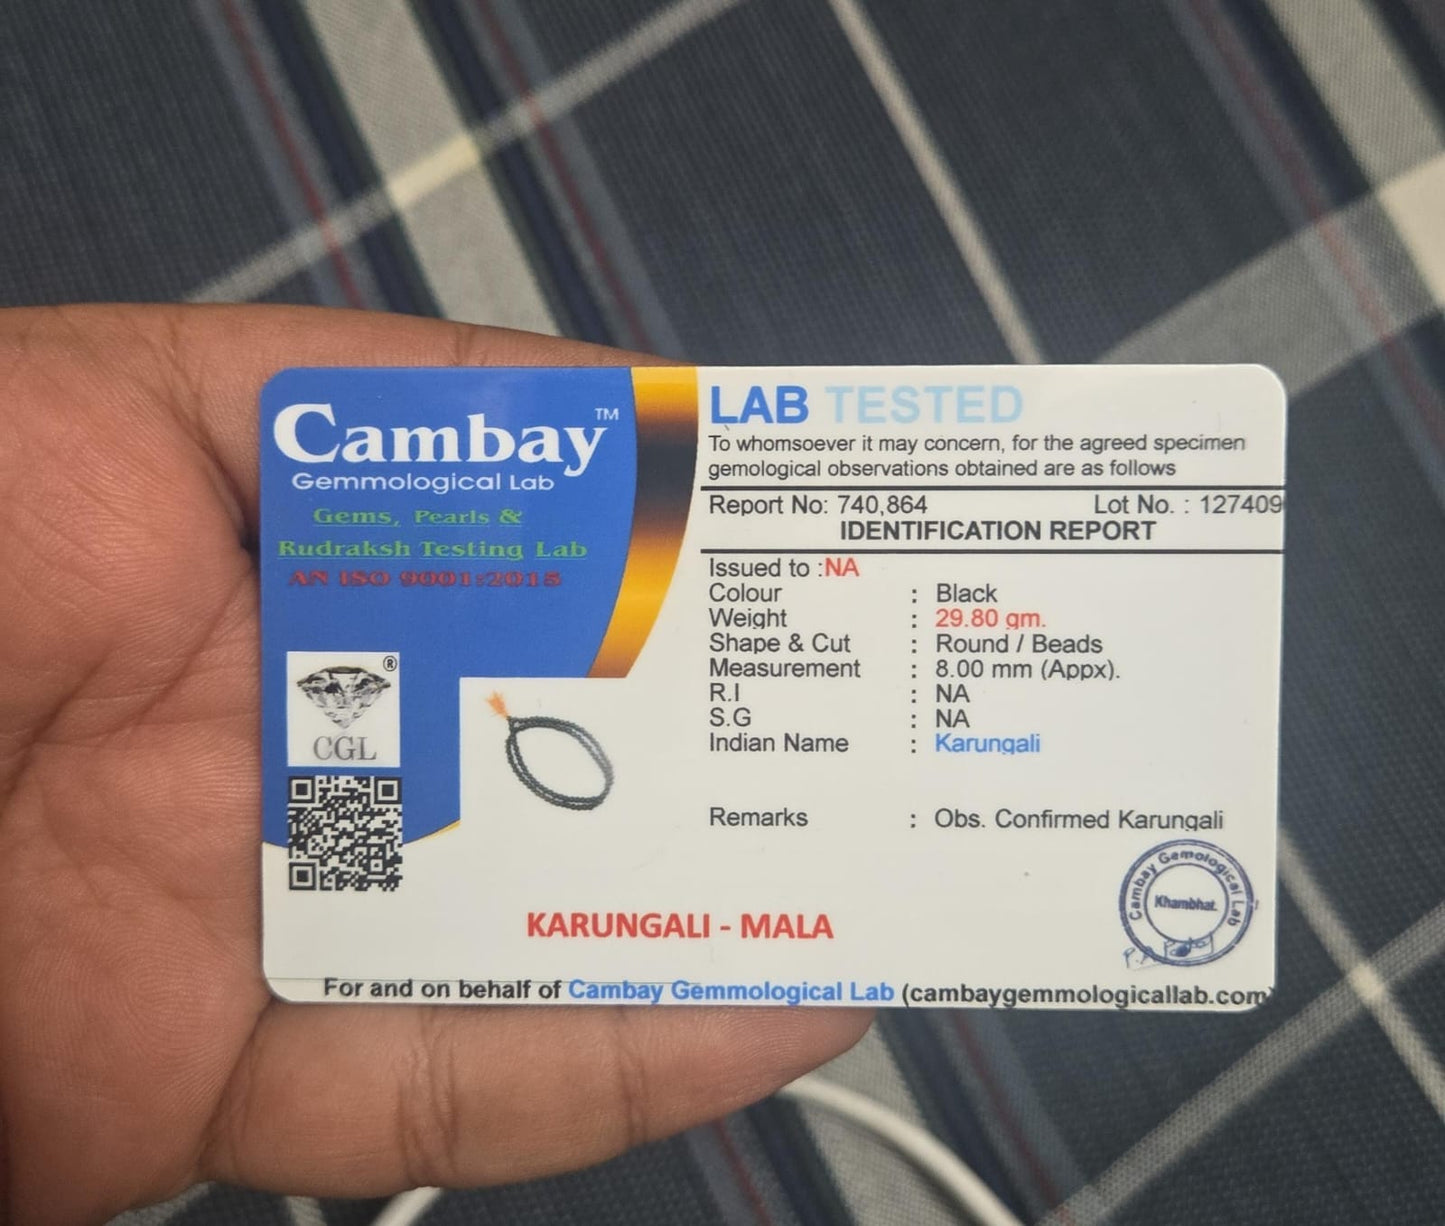 Cambay™
Gemmological Lab
Gems, Pearls &
Rudraksh Testing Lab
AN ISO 9001:2015
®
CGL
LAB TESTED
To whomsoever it may concern, for the agreed specimen
gemological observations obtained are as follows
Report No: 740,864 Lot No. : 127409
IDENTIFICATION REPORT
Issued to :NA
Colour : Black
Weight : 29.80 gm.
Shape & Cut : Round / Beads
Measurement : 8.00 mm (Appx).
R.I : NA
S.G : NA
Indian Name : Karungali
Remarks : Obs. Confirmed Karungali
Cambay Gemological Lab
Khambhat.
KARUNGALI - MALA
For and on behalf of Cambay Gemmological Lab (cambaygemmologicallab.com)